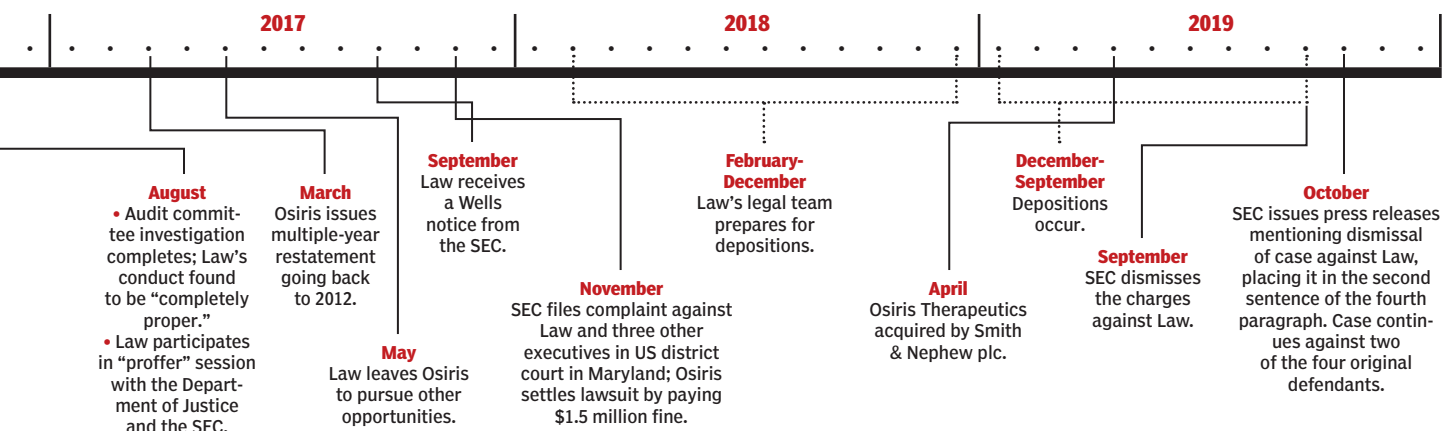 2017
2018
2019
August
• Audit commit-
tee investigation
completes; Law’s
conduct found
to be “completely
proper.”
• Law participates
in “proffer” session
with the Depart-
ment of Justice
and the SEC.
March
Osiris issues
multiple-year
restatement
going back
to 2012.
May
Law leaves Osiris
to pursue other
opportunities.
September
Law receives
a Wells
notice from
the SEC.
November
SEC files complaint against
Law and three other
executives in US district
court in Maryland; Osiris
settles lawsuit by paying
$1.5 million fine.
February-
December
Law’s legal team
prepares for
depositions.
April
Osiris Therapeutics
acquired by Smith
& Nephew plc.
December-
September
Depositions
occur.
September
SEC dismisses
the charges
against Law.
October
SEC issues press releases
mentioning dismissal
of case against Law,
placing it in the second
sentence of the fourth
paragraph. Case contin-
ues against two
of the four original
defendants.